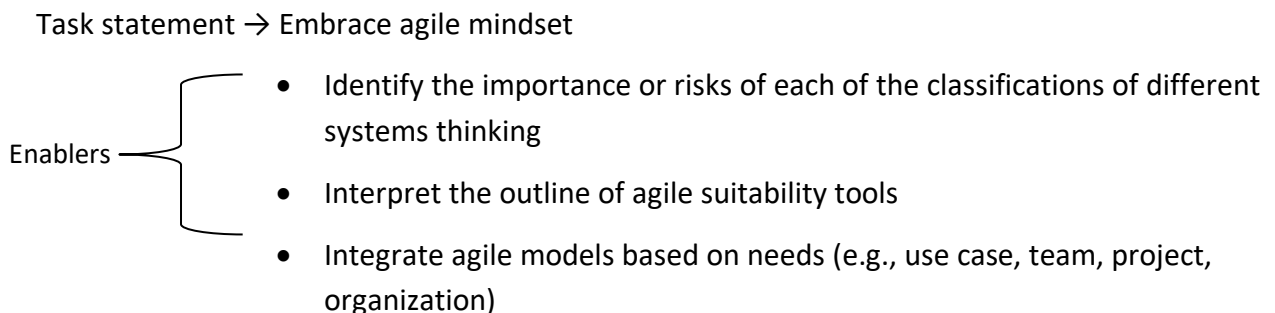 Task statement → Embrace agile mindset
• Identify the importance or risks of each of the classifications of different
systems thinking
Enablers
• Interpret the outline of agile suitability tools
• Integrate agile models based on needs (e.g., use case, team, project,
organization)